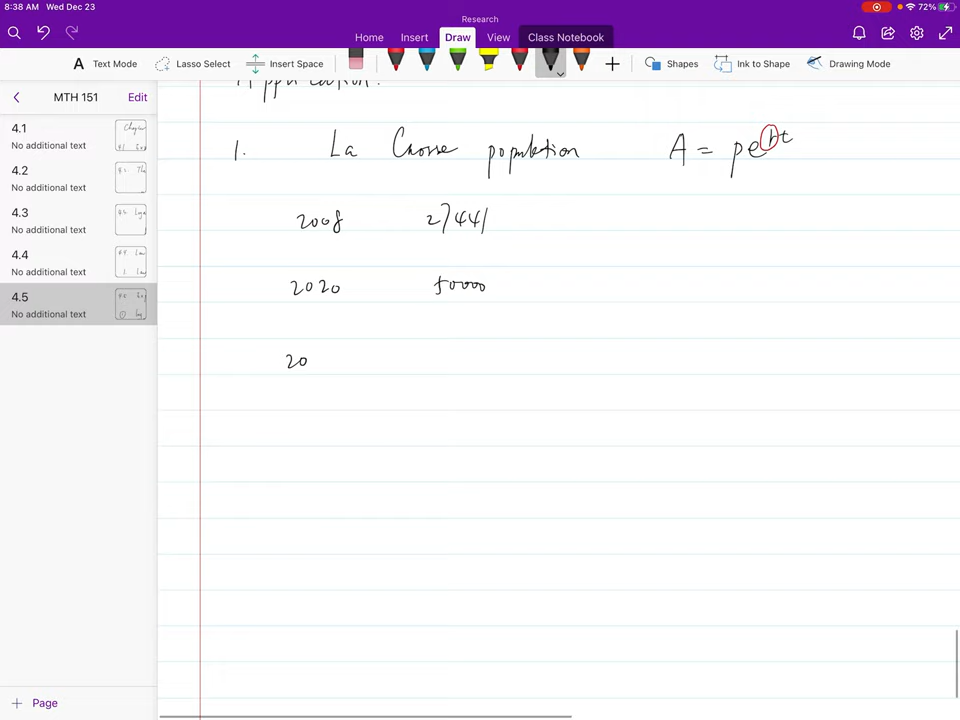 8:38 AM Wed Dec 23
72%
Research
Home Insert Draw View Class Notebook
Text Mode Lasso Select Insert Space Shapes Ink to Shape Drawing Mode
MTH 151 Edit
Application:
4.1
No additional text
4.2
No additional text
4.3
No additional text
4.4
No additional text
4.5
No additional text
1. La Crosse population A = pe^rt
2008 27441
2020 50000
20
Page